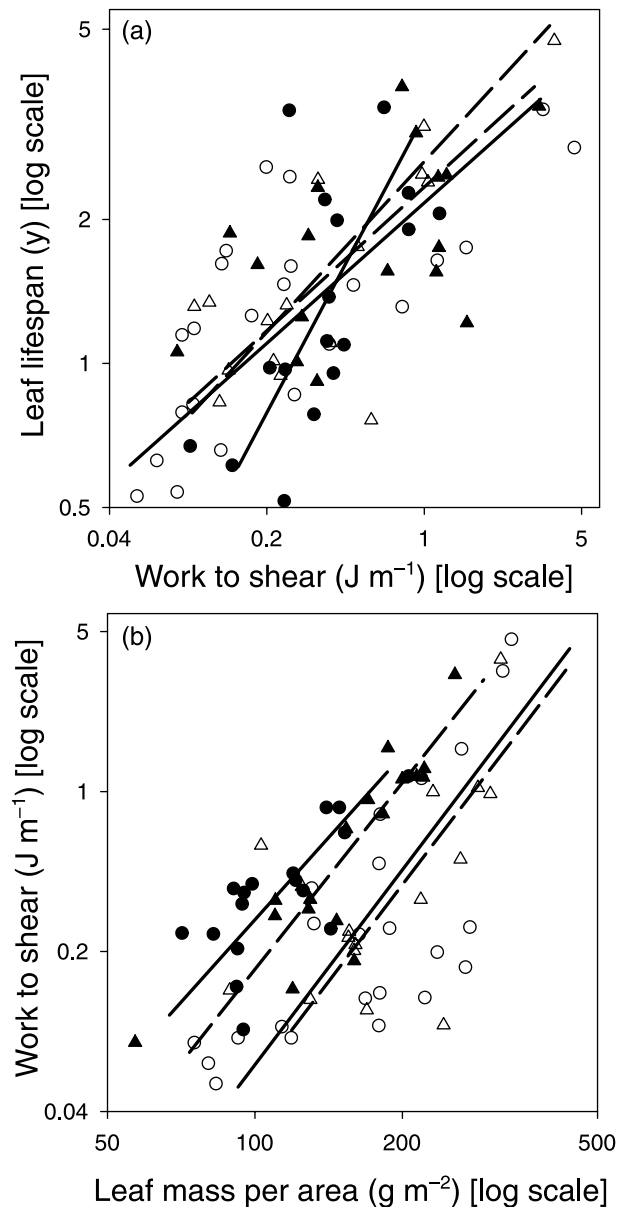 (a)
5
2
1
0.5
Leaf lifespan (y) [log scale]
0.04 0.2 1 5
Work to shear (J m⁻¹) [log scale]
(b)
5
1
0.2
0.04
Work to shear (J m⁻¹) [log scale]
50 100 200 500
Leaf mass per area (g m⁻²) [log scale]